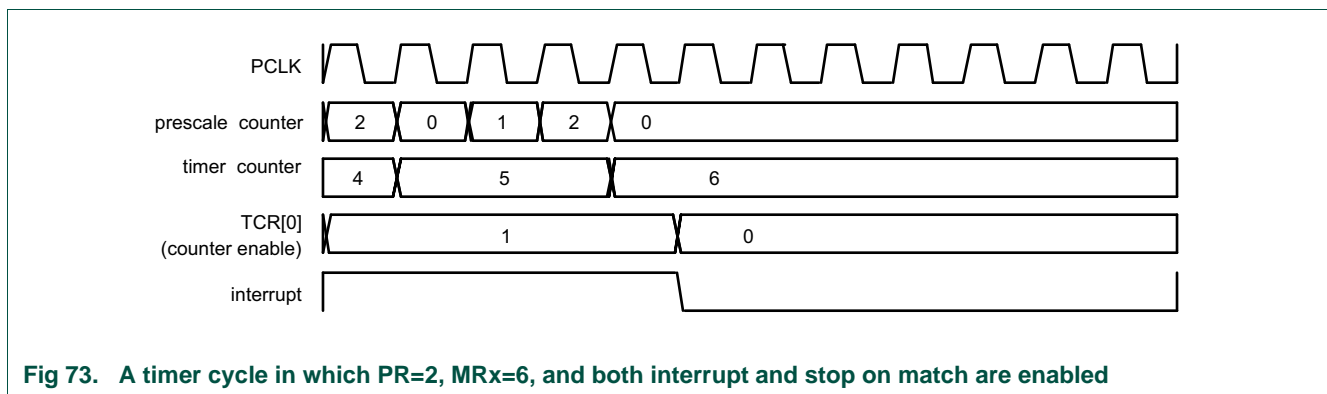 PCLK
prescale counter 2 0 1 2 0
timer counter 4 5 6
TCR[0]
(counter enable) 1 0
interrupt
Fig 73. A timer cycle in which PR=2, MRx=6, and both interrupt and stop on match are enabled